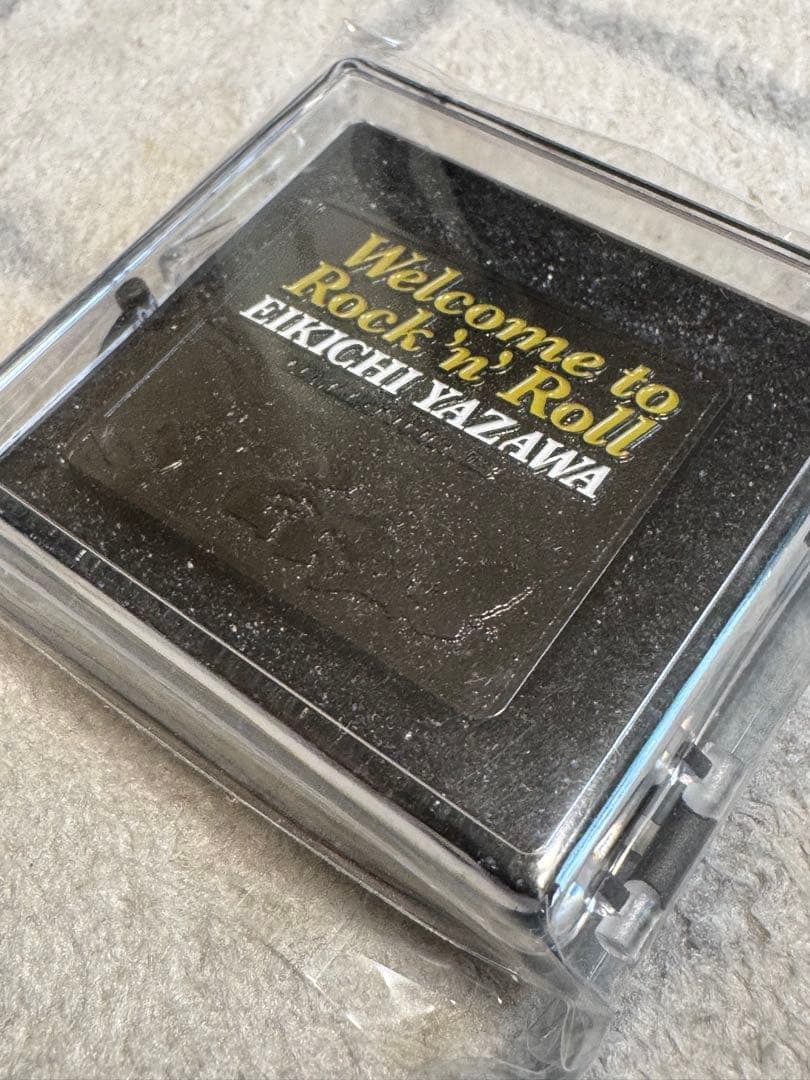 Welcome to
Rock 'n' Roll
EIKICHI YAZAWA